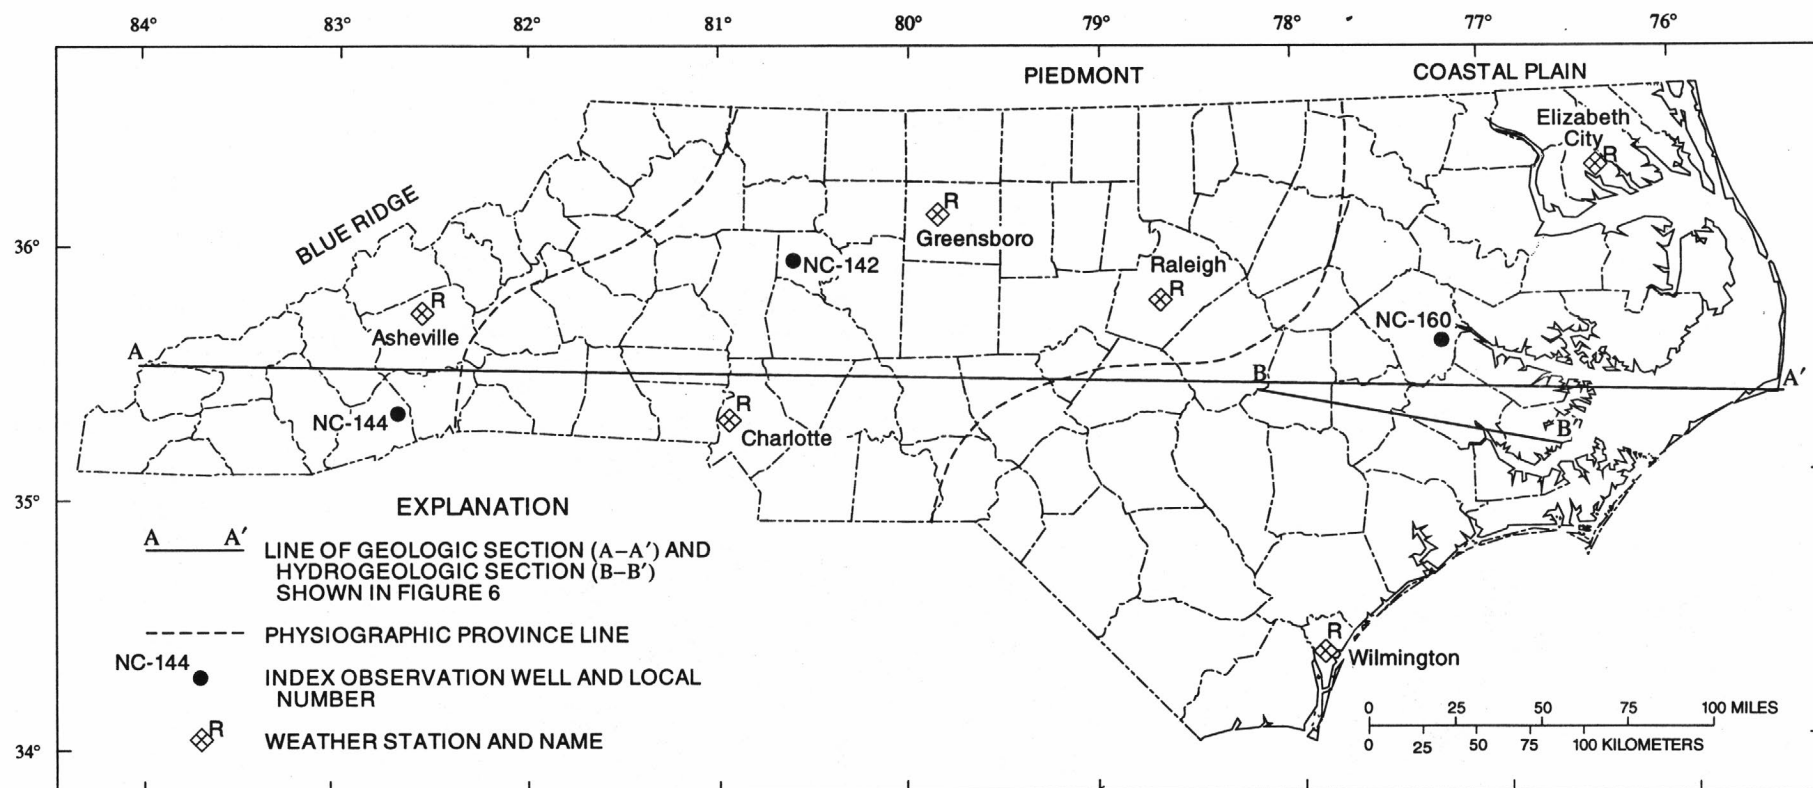 84° 83° 82° 81° 80° 79° 78° 77° 76°
PIEDMONT
COASTAL PLAIN
Elizabeth
City
R
BLUE RIDGE
36°
R
Greensboro
NC-142
Raleigh
R
R
Asheville
NC-160
A
B
A′
NC-144
R
Charlotte
B″
35°
EXPLANATION
A A′
LINE OF GEOLOGIC SECTION (A–A′) AND
HYDROGEOLOGIC SECTION (B–B′)
SHOWN IN FIGURE 6
PHYSIOGRAPHIC PROVINCE LINE
NC-144
INDEX OBSERVATION WELL AND LOCAL
NUMBER
R
WEATHER STATION AND NAME
R
Wilmington
0 25 50 75 100 MILES
0 25 50 75 100 KILOMETERS
34°